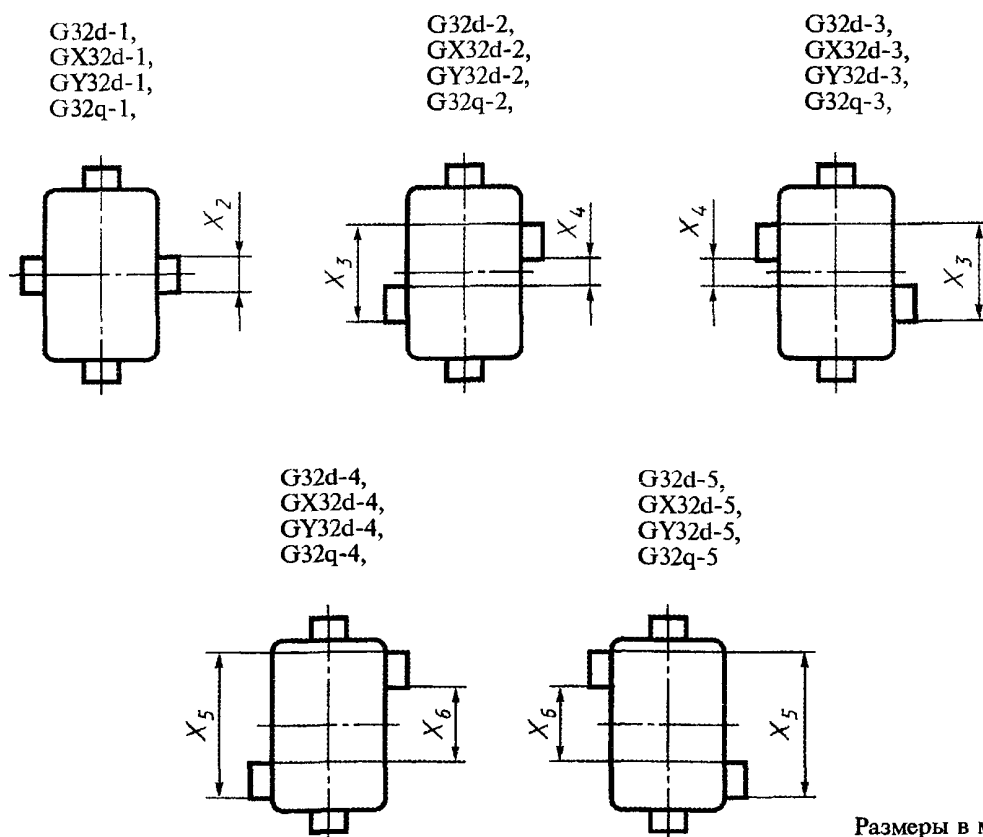 G32d-1,
GX32d-1,
GY32d-1,
G32q-1,
G32d-2,
GX32d-2,
GY32d-2,
G32q-2,
G32d-3,
GX32d-3,
GY32d-3,
G32q-3,
X2
X3
X4
X4
X3
G32d-4,
GX32d-4,
GY32d-4,
G32q-4,
G32d-5,
GX32d-5,
GY32d-5,
G32q-5
X5
X6
X6
X5
Размеры в